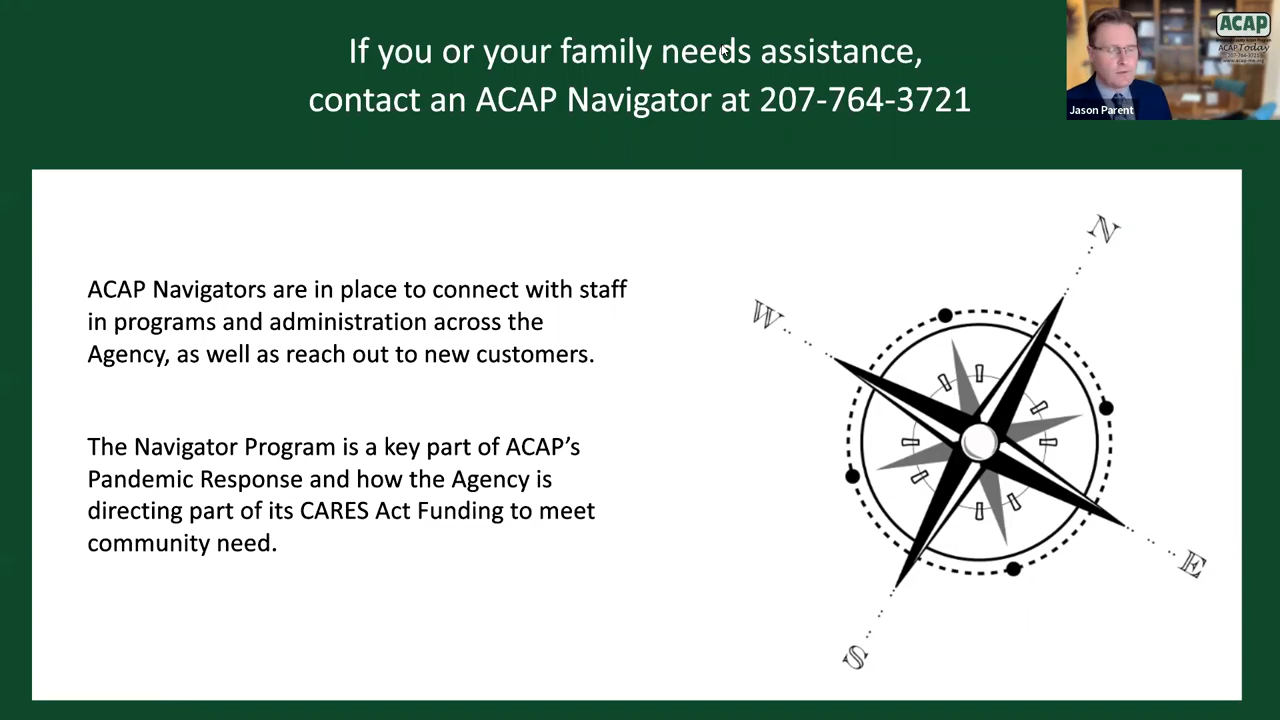 If you or your family needs assistance,
contact an ACAP Navigator at 207-764-3721
ACAP
ACAP Today
207-764-3721
Jason Parent
ACAP Navigators are in place to connect with staff
in programs and administration across the
Agency, as well as reach out to new customers.
The Navigator Program is a key part of ACAP’s
Pandemic Response and how the Agency is
directing part of its CARES Act Funding to meet
community need.
N
W
E
S